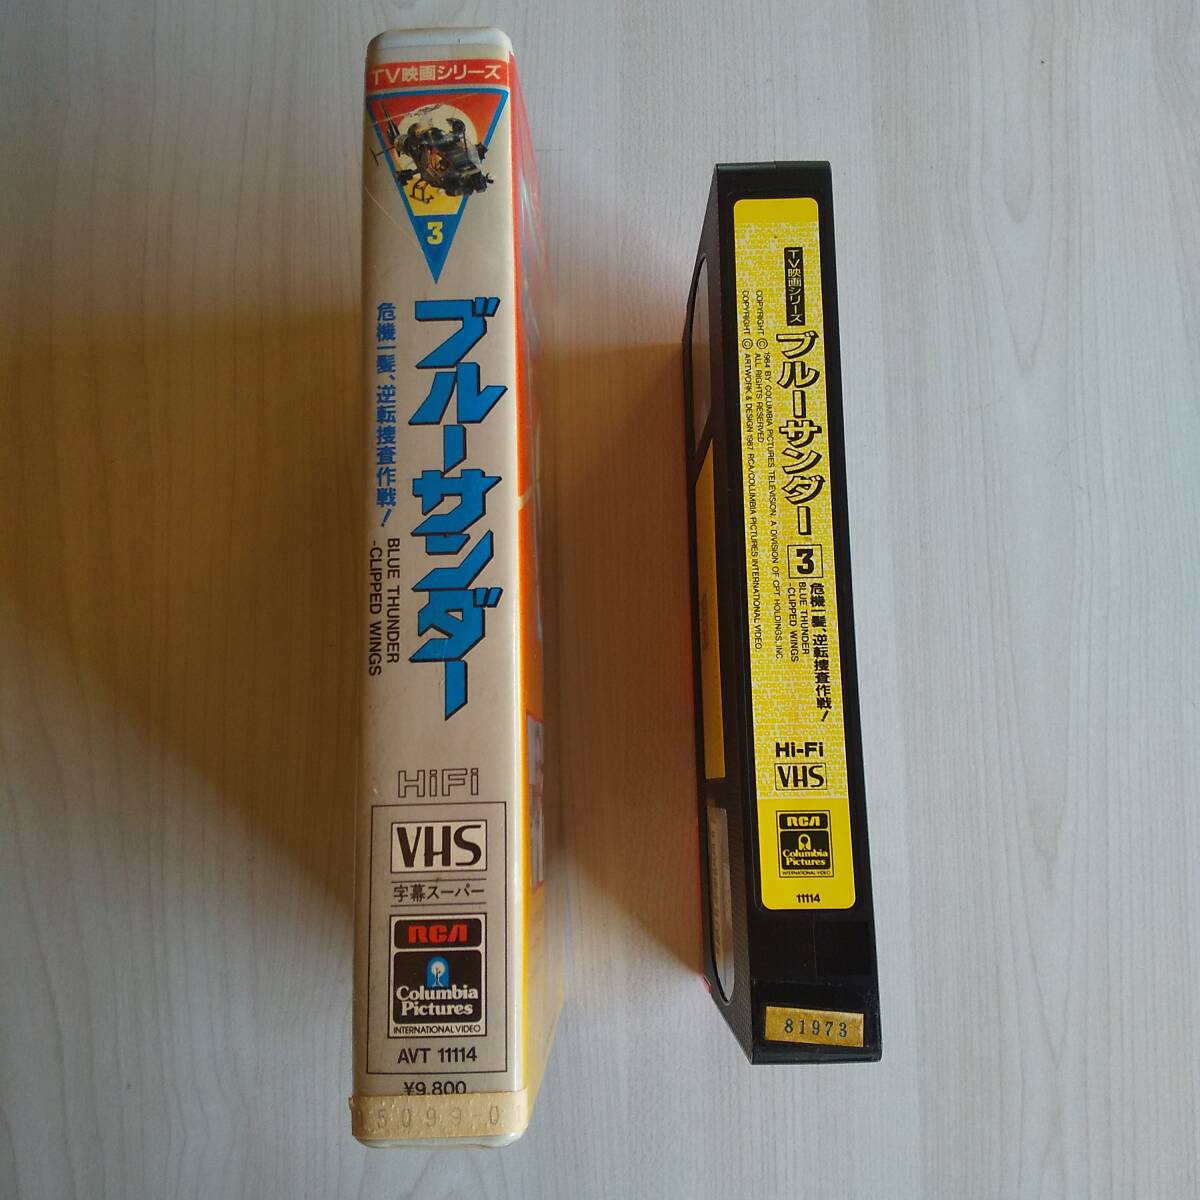 TV映画シリーズ
3
ブルーサンダー
危機一髪、逆転捜査作戦!
BLUE THUNDER
-CLIPPED WINGS
HiFi
VHS
字幕スーパー
RCA
Columbia
Pictures
INTERNATIONAL VIDEO
AVT 11114
¥9,800
5099-0
TV映画シリーズ
ブルーサンダー 3
危機一髪、逆転捜査作戦!
BLUE THUNDER
-CLIPPED WINGS
COPYRIGHT © 1984 BY COLUMBIA PICTURES TELEVISION, A DIVISION OF CPT HOLDINGS, INC.
ALL RIGHTS RESERVED
COPYRIGHT © ARTWORK & DESIGN 1987 RCA/COLUMBIA PICTURES INTERNATIONAL VIDEO
Hi-Fi
VHS
RCA
Columbia
Pictures
INTERNATIONAL VIDEO
11114
81973